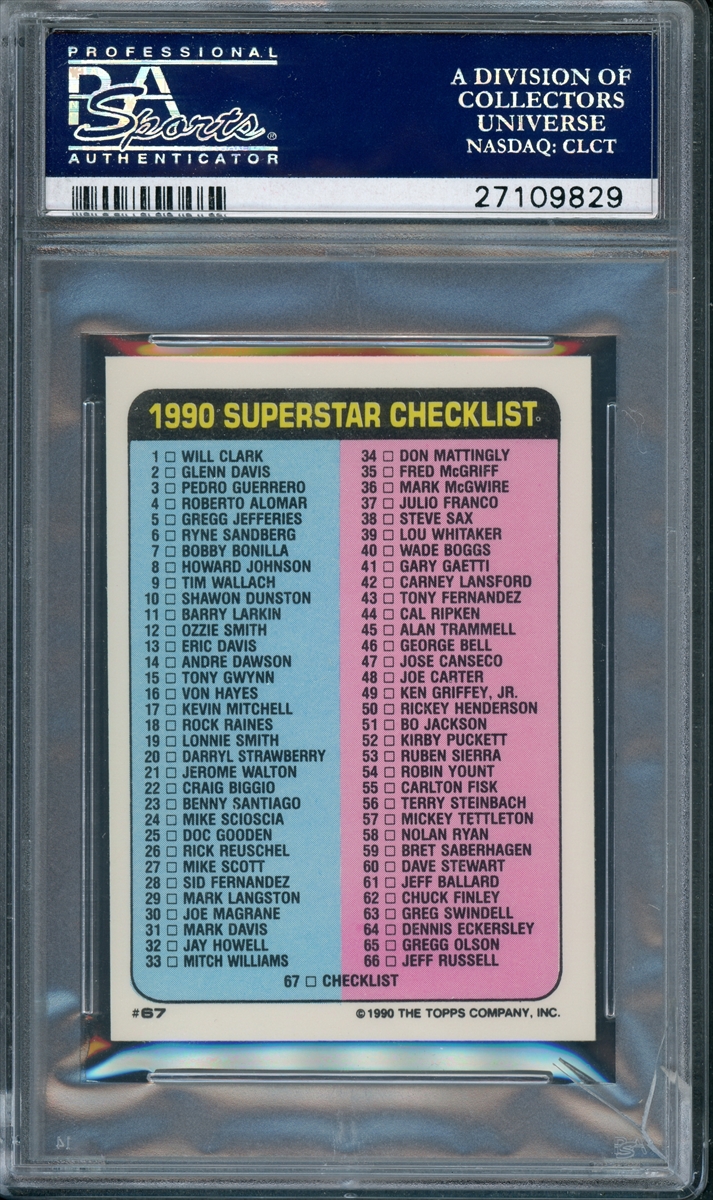 PROFESSIONAL
PSA
Sports®
AUTHENTICATOR
A DIVISION OF
COLLECTORS
UNIVERSE
NASDAQ: CLCT
27109829
1990 SUPERSTAR CHECKLIST
1 □ WILL CLARK
2 □ GLENN DAVIS
3 □ PEDRO GUERRERO
4 □ ROBERTO ALOMAR
5 □ GREGG JEFFERIES
6 □ RYNE SANDBERG
7 □ BOBBY BONILLA
8 □ HOWARD JOHNSON
9 □ TIM WALLACH
10 □ SHAWON DUNSTON
11 □ BARRY LARKIN
12 □ OZZIE SMITH
13 □ ERIC DAVIS
14 □ ANDRE DAWSON
15 □ TONY GWYNN
16 □ VON HAYES
17 □ KEVIN MITCHELL
18 □ ROCK RAINES
19 □ LONNIE SMITH
20 □ DARRYL STRAWBERRY
21 □ JEROME WALTON
22 □ CRAIG BIGGIO
23 □ BENNY SANTIAGO
24 □ MIKE SCIOSCIA
25 □ DOC GOODEN
26 □ RICK REUSCHEL
27 □ MIKE SCOTT
28 □ SID FERNANDEZ
29 □ MARK LANGSTON
30 □ JOE MAGRANE
31 □ MARK DAVIS
32 □ JAY HOWELL
33 □ MITCH WILLIAMS
34 □ DON MATTINGLY
35 □ FRED McGRIFF
36 □ MARK McGWIRE
37 □ JULIO FRANCO
38 □ STEVE SAX
39 □ LOU WHITAKER
40 □ WADE BOGGS
41 □ GARY GAETTI
42 □ CARNEY LANSFORD
43 □ TONY FERNANDEZ
44 □ CAL RIPKEN
45 □ ALAN TRAMMELL
46 □ GEORGE BELL
47 □ JOSE CANSECO
48 □ JOE CARTER
49 □ KEN GRIFFEY, JR.
50 □ RICKEY HENDERSON
51 □ BO JACKSON
52 □ KIRBY PUCKETT
53 □ RUBEN SIERRA
54 □ ROBIN YOUNT
55 □ CARLTON FISK
56 □ TERRY STEINBACH
57 □ MICKEY TETTLETON
58 □ NOLAN RYAN
59 □ BRET SABERHAGEN
60 □ DAVE STEWART
61 □ JEFF BALLARD
62 □ CHUCK FINLEY
63 □ GREG SWINDELL
64 □ DENNIS ECKERSLEY
65 □ GREGG OLSON
66 □ JEFF RUSSELL
67 □ CHECKLIST
#67
©1990 THE TOPPS COMPANY, INC.
14
PSA